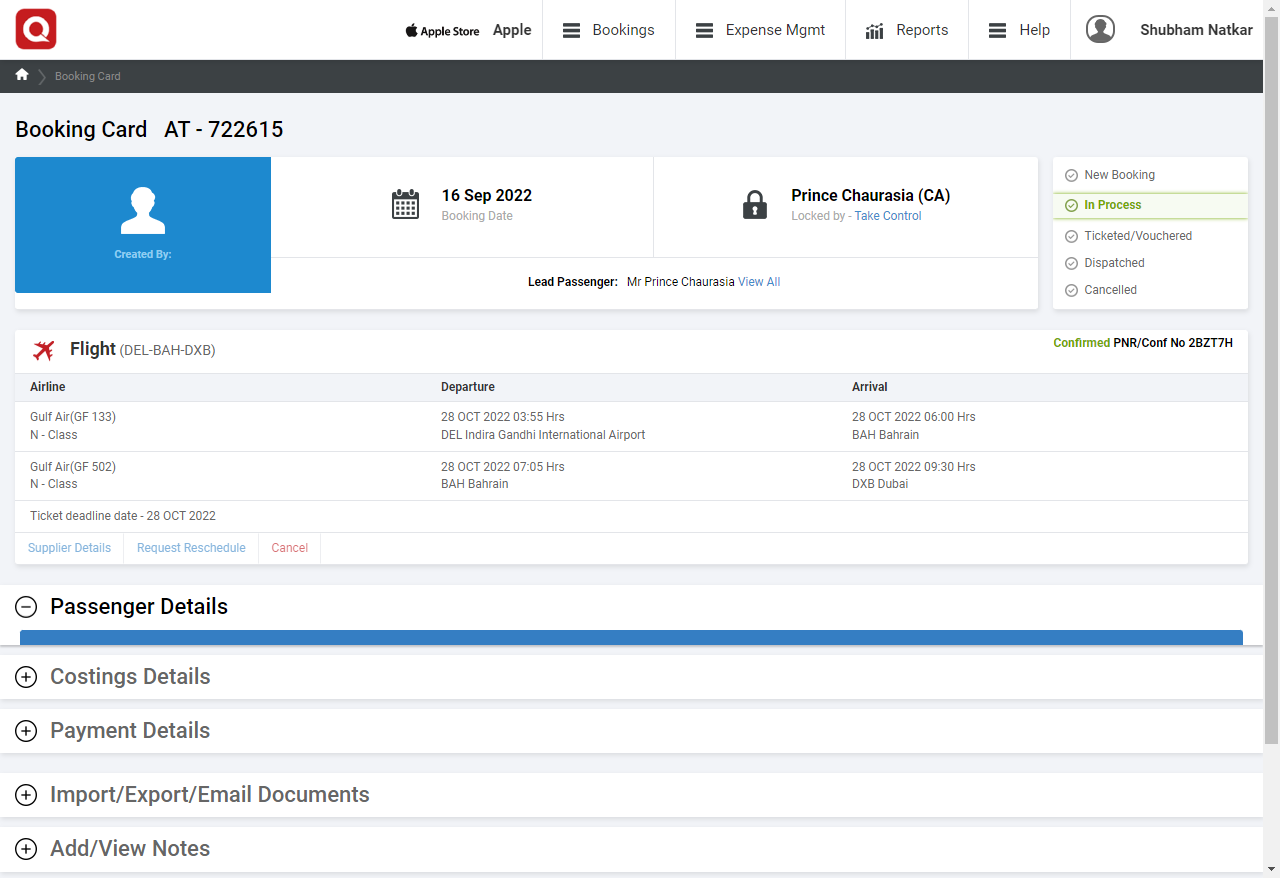 Apple Store Apple Bookings Expense Mgmt Reports Help Shubham Natkar
Booking Card
Booking Card AT - 722615
Created By:
16 Sep 2022
Booking Date
Prince Chaurasia (CA)
Locked by - Take Control
Lead Passenger: Mr Prince Chaurasia View All
New Booking
In Process
Ticketed/Vouchered
Dispatched
Cancelled
Flight (DEL-BAH-DXB)
Confirmed PNR/Conf No 2BZT7H
Airline Departure Arrival
Gulf Air(GF 133) 28 OCT 2022 03:55 Hrs 28 OCT 2022 06:00 Hrs
N - Class DEL Indira Gandhi International Airport BAH Bahrain
Gulf Air(GF 502) 28 OCT 2022 07:05 Hrs 28 OCT 2022 09:30 Hrs
N - Class BAH Bahrain DXB Dubai
Ticket deadline date - 28 OCT 2022
Supplier Details Request Reschedule Cancel
Passenger Details
Costings Details
Payment Details
Import/Export/Email Documents
Add/View Notes